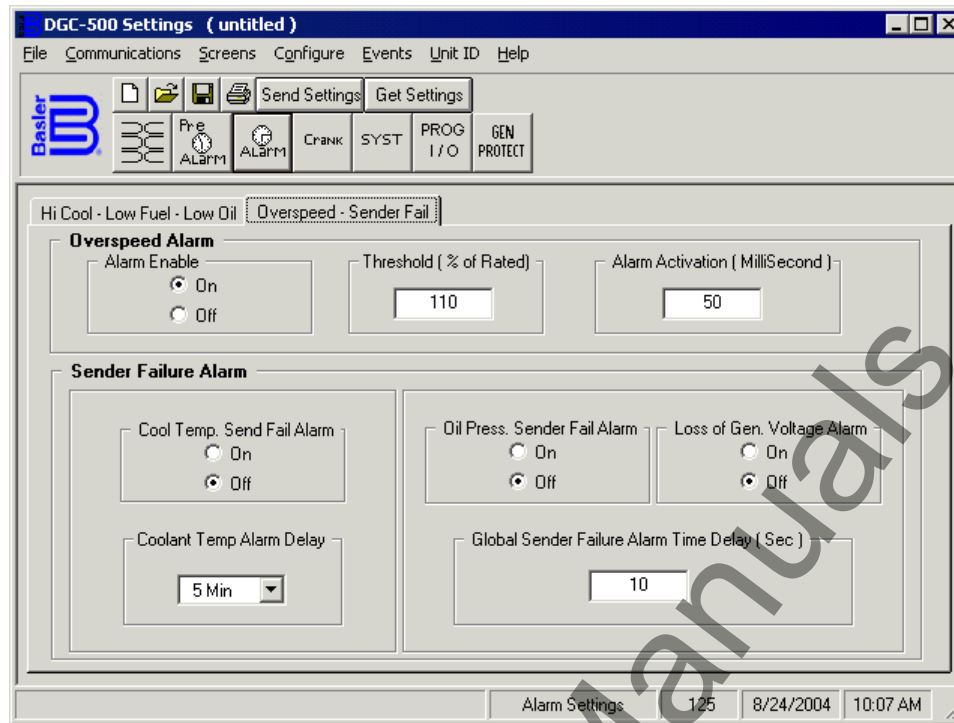 DGC-500 Settings ( untitled )
File Communications Screens Configure Events Unit ID Help
Basler
Send Settings Get Settings
Pre ALarm
ALarm
Crank
SYST
PROG I/O
GEN PROTECT
Hi Cool - Low Fuel - Low Oil
Overspeed - Sender Fail
Overspeed Alarm
Alarm Enable
On
Off
Threshold ( % of Rated )
110
Alarm Activation ( MilliSecond )
50
Sender Failure Alarm
Cool Temp. Send Fail Alarm
On
Off
Oil Press. Sender Fail Alarm
On
Off
Loss of Gen. Voltage Alarm
On
Off
Coolant Temp Alarm Delay
5 Min
Global Sender Failure Alarm Time Delay ( Sec )
10
Alarm Settings 125 8/24/2004 10:07 AM
Manuals